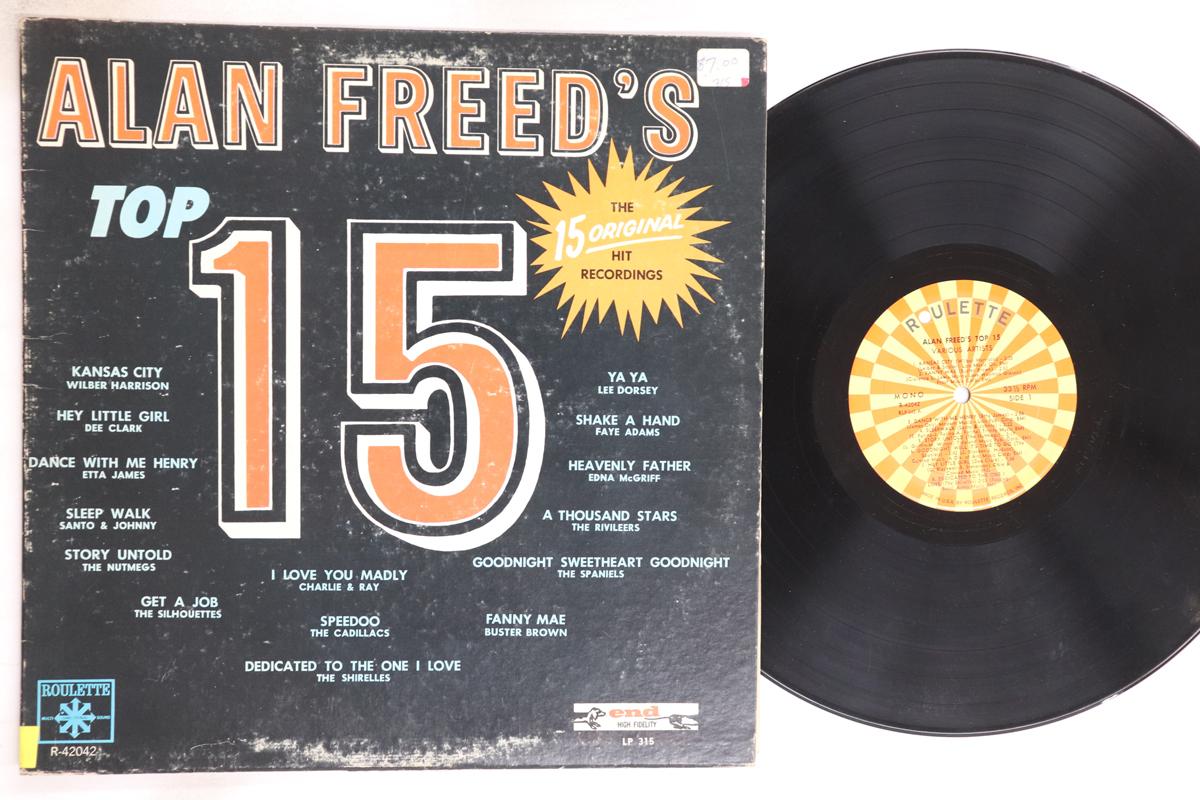 ALAN FREED'S
$7.00
TOP
15
THE
15 ORIGINAL
HIT
RECORDINGS
KANSAS CITY
WILBER HARRISON
HEY LITTLE GIRL
DEE CLARK
DANCE WITH ME HENRY
ETTA JAMES
SLEEP WALK
SANTO & JOHNNY
STORY UNTOLD
THE NUTMEGS
GET A JOB
THE SILHOUETTES
I LOVE YOU MADLY
CHARLIE & RAY
SPEEDOO
THE CADILLACS
DEDICATED TO THE ONE I LOVE
THE SHIRELLES
YA YA
LEE DORSEY
SHAKE A HAND
FAYE ADAMS
HEAVENLY FATHER
EDNA McGRIFF
A THOUSAND STARS
THE RIVILEERS
GOODNIGHT SWEETHEART GOODNIGHT
THE SPANIELS
FANNY MAE
BUSTER BROWN
ROULETTE
R-42042
end
HIGH FIDELITY
LP 315
ROULETTE
ALAN FREED'S TOP 15
VARIOUS ARTISTS
MONO
R-42042
33⅓ RPM
SIDE 1